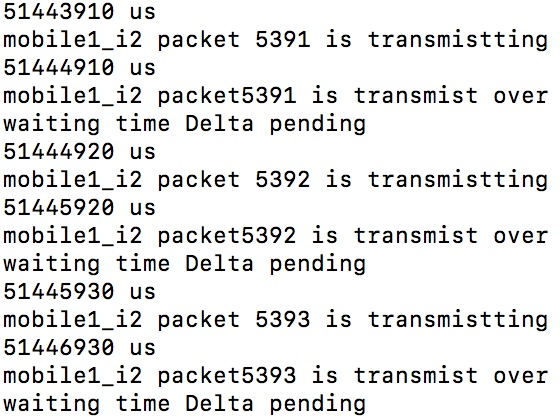 51443910 us
mobile1_i2 packet 5391 is transmistting
51444910 us
mobile1_i2 packet5391 is transmist over
waiting time Delta pending
51444920 us
mobile1_i2 packet 5392 is transmistting
51445920 us
mobile1_i2 packet5392 is transmist over
waiting time Delta pending
51445930 us
mobile1_i2 packet 5393 is transmistting
51446930 us
mobile1_i2 packet5393 is transmist over
waiting time Delta pending